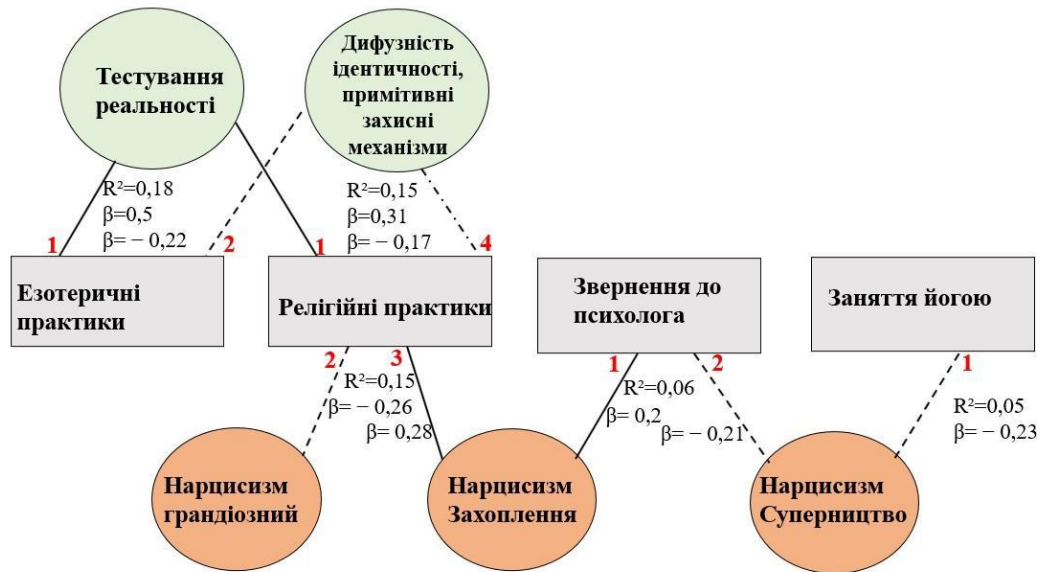 Тестування
реальності
Дифузність
ідентичності,
примітивні
захисні
механізми
R²=0,18
β=0,5
β= − 0,22
R²=0,15
β=0,31
β= − 0,17
1
2
1
4
Езотеричні
практики
Релігійні практики
Звернення до
психолога
Заняття йогою
2
3
1
2
1
R²=0,15
β= − 0,26
β= 0,28
R²=0,06
β= 0,2
β= − 0,21
R²=0,05
β= − 0,23
Нарцисизм
грандіозний
Нарцисизм
Захоплення
Нарцисизм
Суперництво